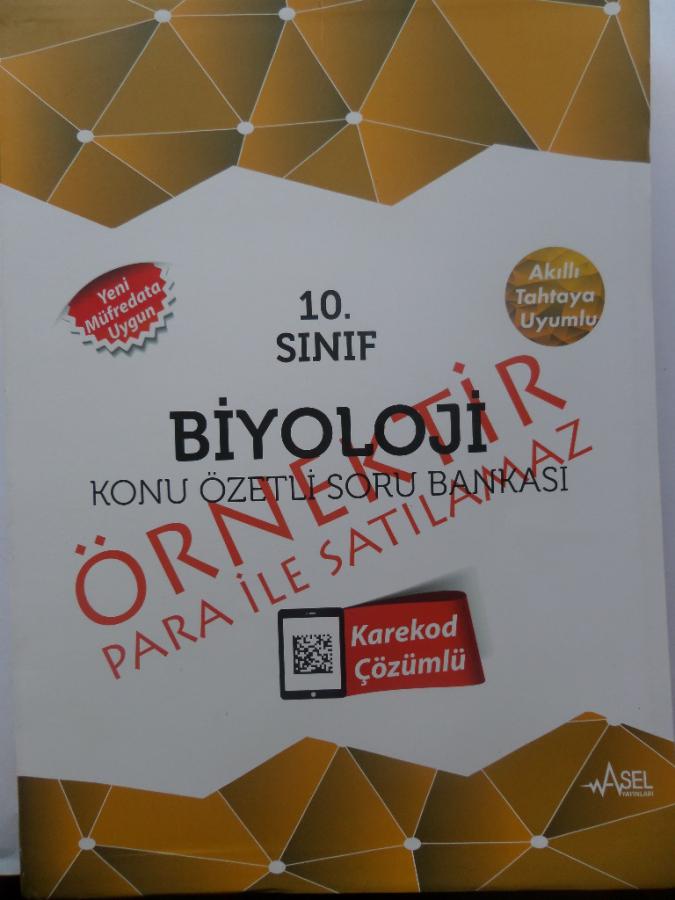 Yeni
Müfredata
Uygun
Akıllı
Tahtaya
Uyumlu
10.
SINIF
BİYOLOJİ
KONU ÖZETLİ SORU BANKASI
ÖRNEKTİR
PARA İLE SATILAMAZ
Karekod
Çözümlü
ASEL
YAYINLARI